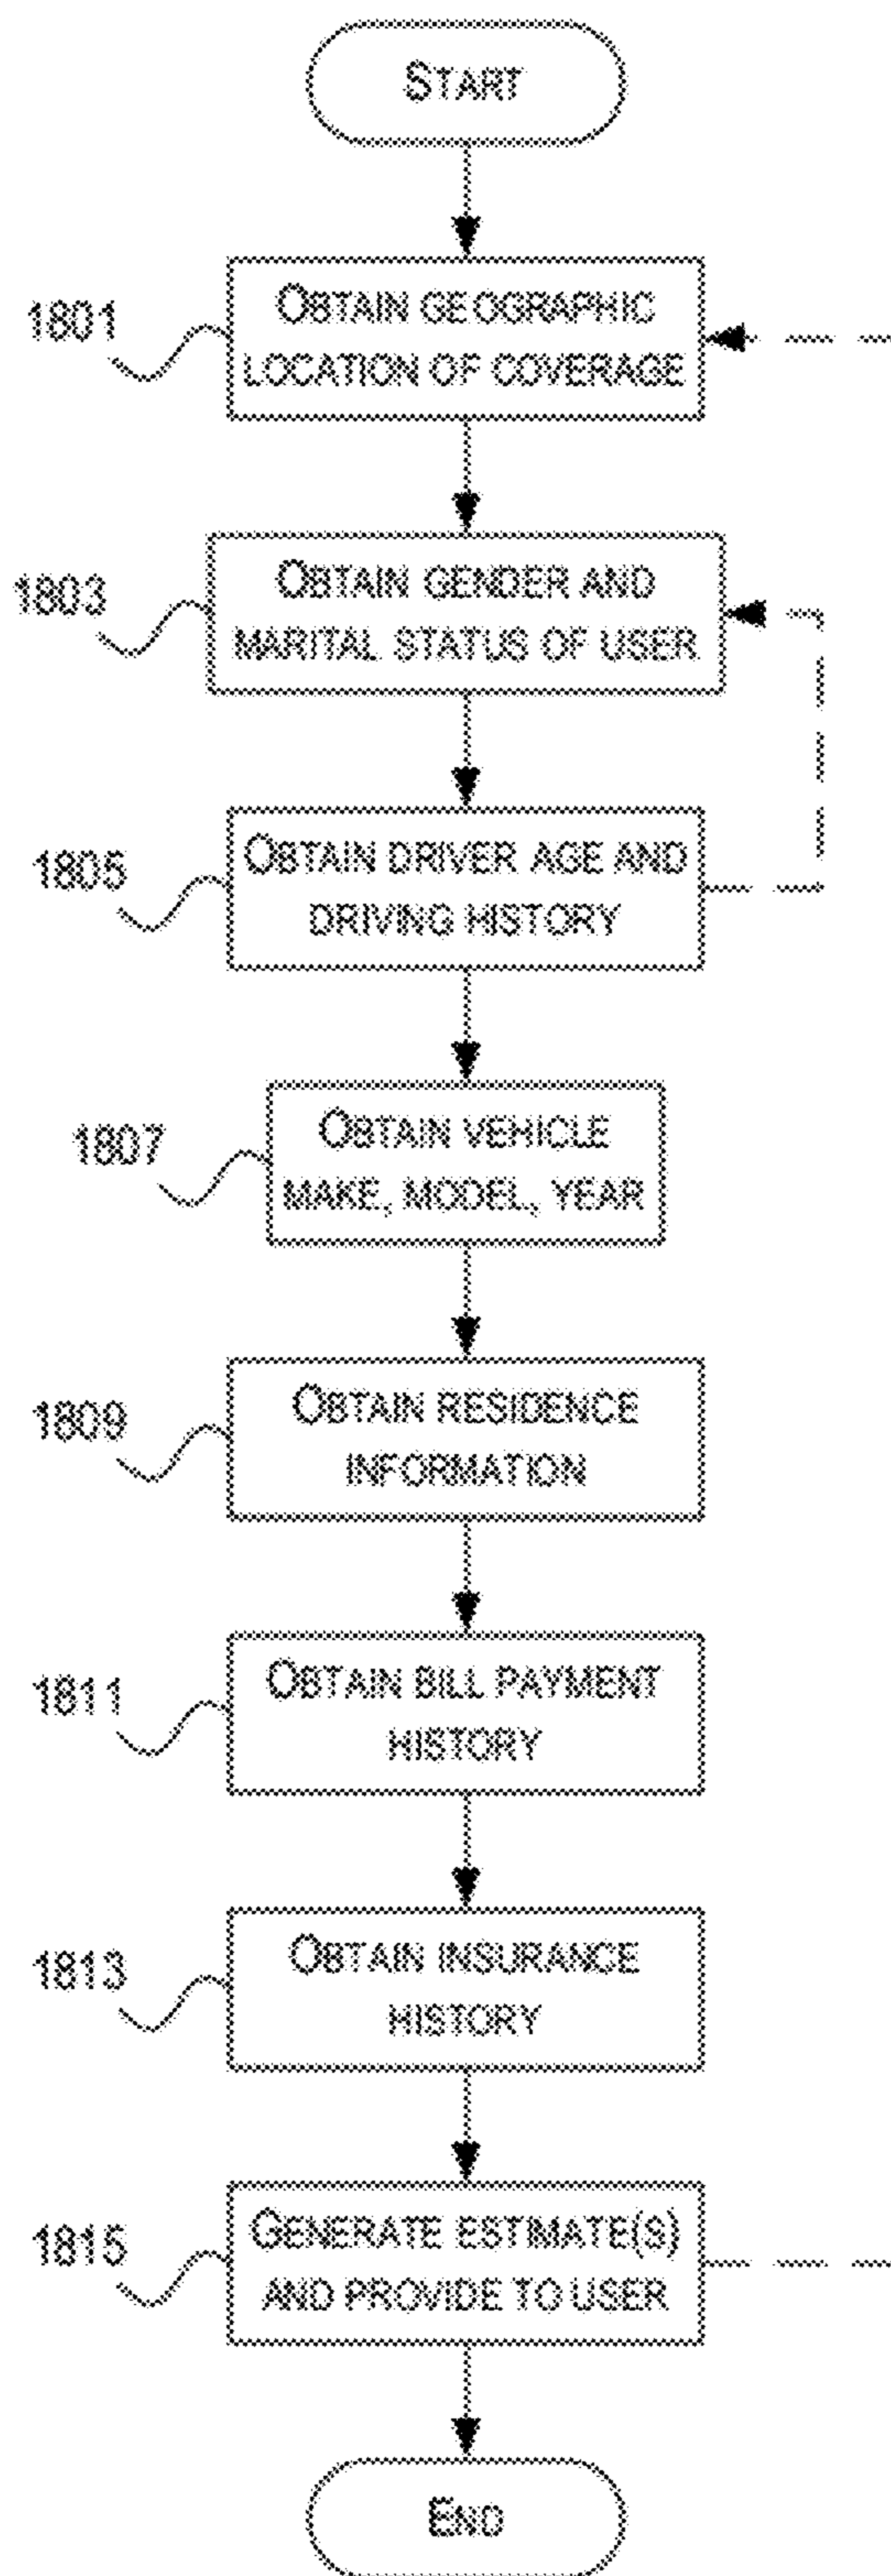 START
1801
OBTAIN GEOGRAPHIC
LOCATION OF COVERAGE
1803
OBTAIN GENDER AND
MARITAL STATUS OF USER
1805
OBTAIN DRIVER AGE AND
DRIVING HISTORY
1807
OBTAIN VEHICLE
MAKE, MODEL, YEAR
1809
OBTAIN RESIDENCE
INFORMATION
1811
OBTAIN BILL PAYMENT
HISTORY
1813
OBTAIN INSURANCE
HISTORY
1815
GENERATE ESTIMATE(S)
AND PROVIDE TO USER
END